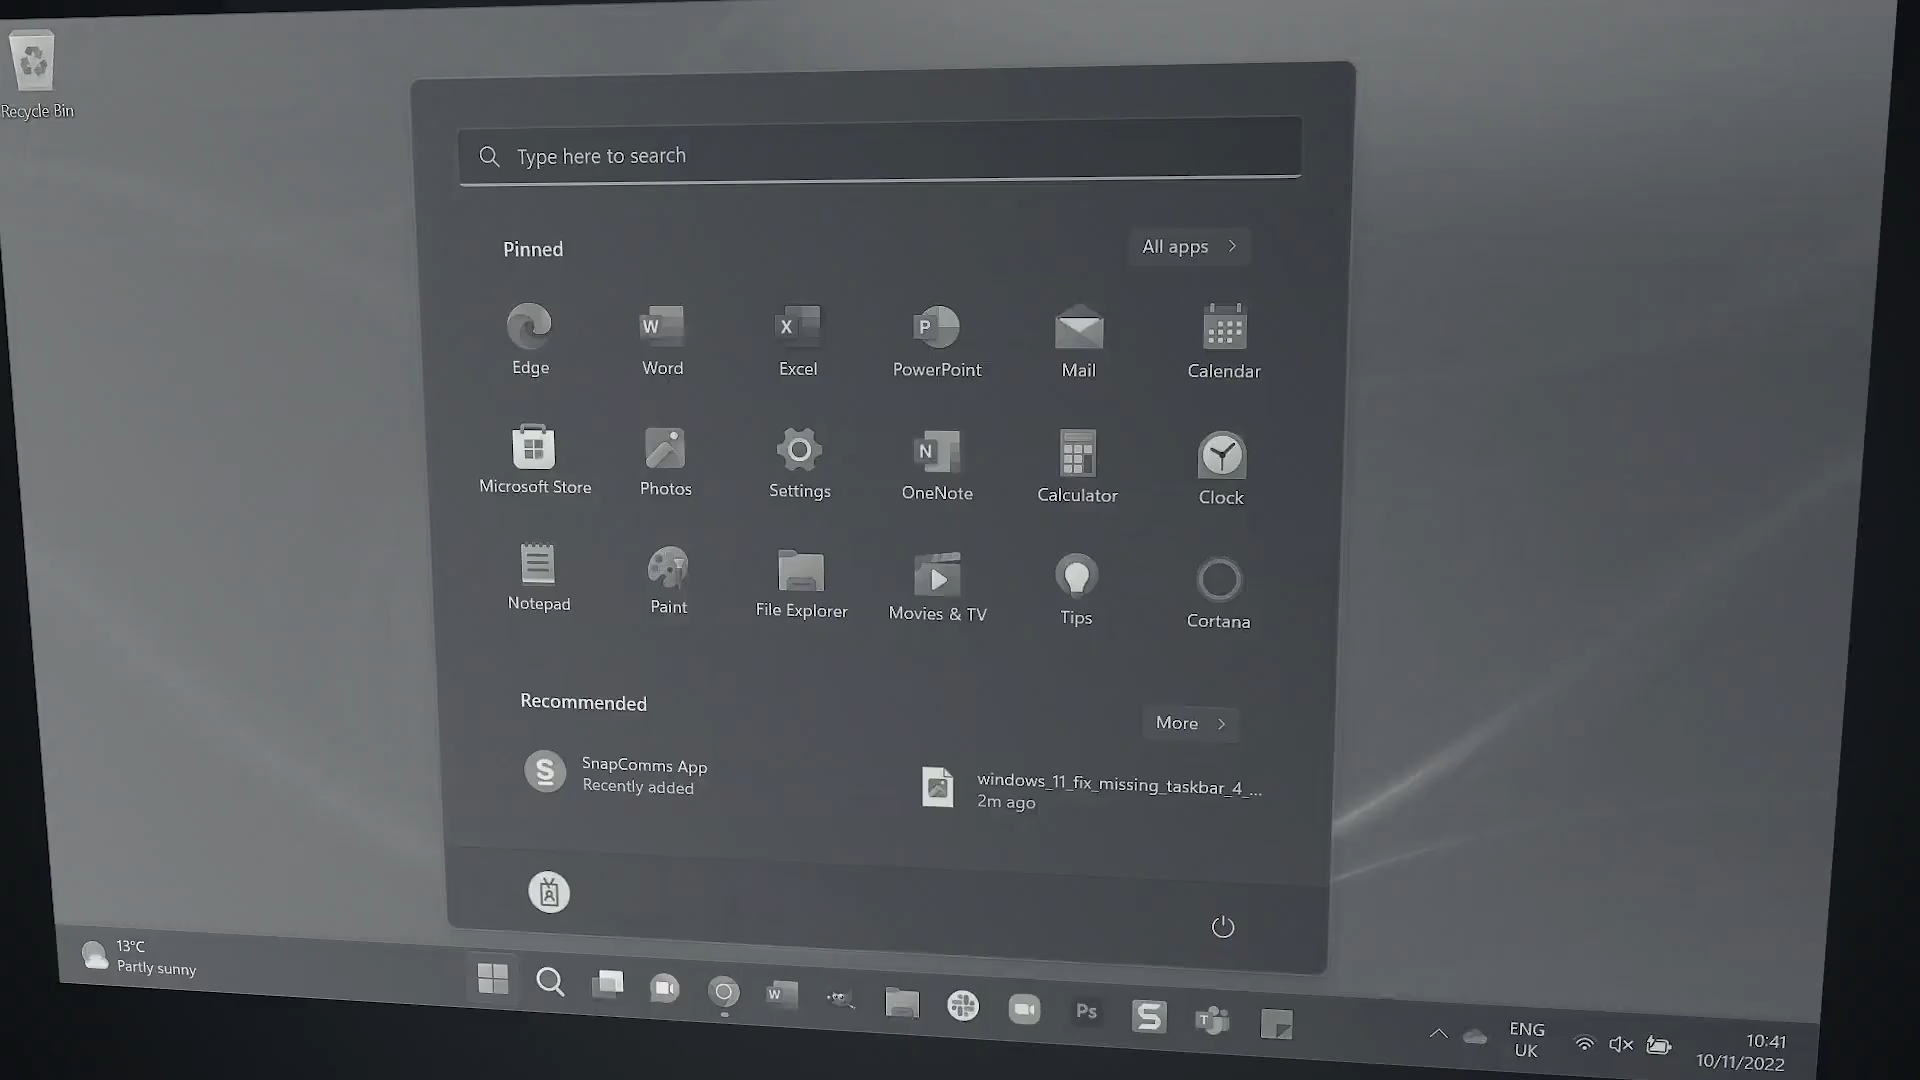 Recycle Bin
Type here to search
Pinned
All apps
Edge
W
Word
X
Excel
P
PowerPoint
Mail
Calendar
Microsoft Store
Photos
Settings
N
OneNote
Calculator
Clock
Notepad
Paint
File Explorer
Movies & TV
Tips
Cortana
Recommended
More
S
SnapComms App
Recently added
windows_11_fix_missing_taskbar_4_...
2m ago
13°C
Partly sunny
W
Ps
S
T
ENG
UK
10:41
10/11/2022